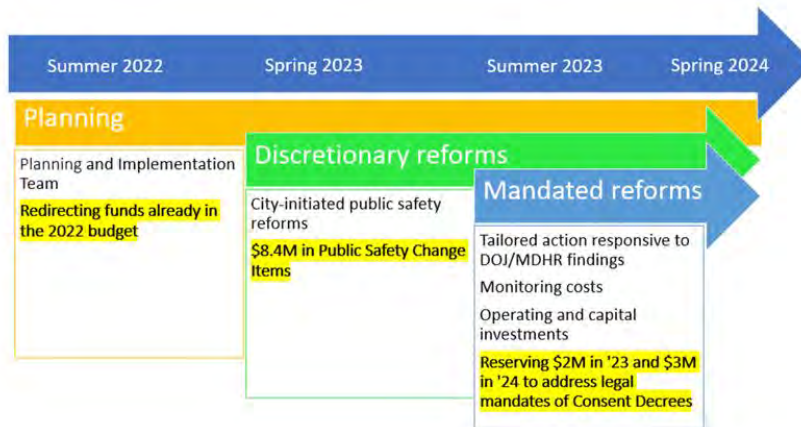 Summer 2022 Spring 2023 Summer 2023 Spring 2024
Planning
Planning and Implementation
Team
Redirecting funds already in
the 2022 budget
Discretionary reforms
City-initiated public safety
reforms
$8.4M in Public Safety Change
Items
Mandated reforms
Tailored action responsive to
DOJ/MDHR findings
Monitoring costs
Operating and capital
investments
Reserving $2M in '23 and $3M
in '24 to address legal
mandates of Consent Decrees